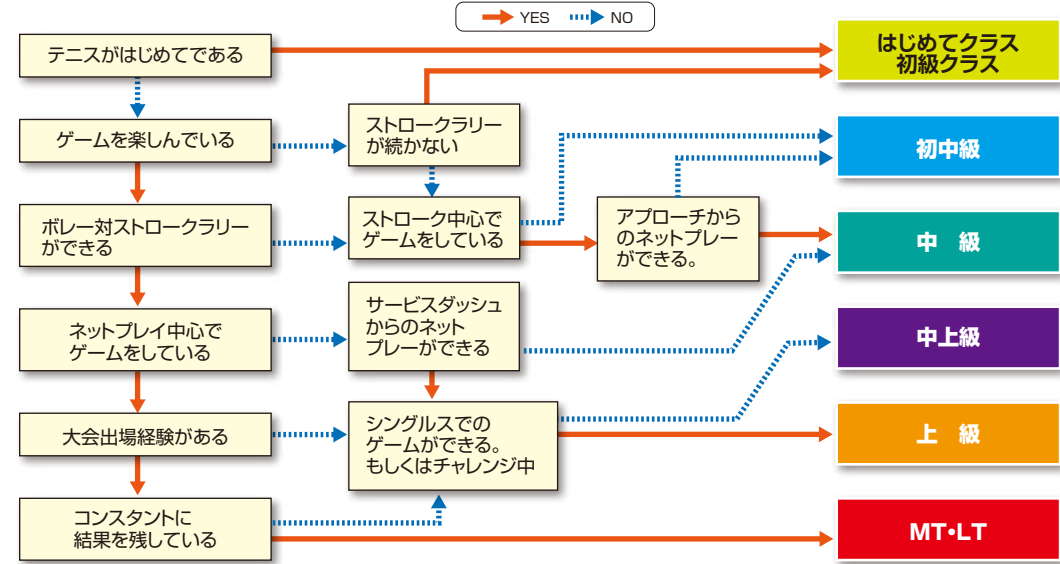 YES NO
テニスがはじめてである
はじめてクラス
初級クラス
ゲームを楽しんでいる
ストロークラリー
が続かない
初中級
ボレー対ストロークラリー
ができる
ストローク中心で
ゲームをしている
アプローチから
のネットプレー
ができる。
中　級
ネットプレイ中心で
ゲームをしている
サービスダッシュ
からのネット
プレーができる
中上級
大会出場経験がある
シングルスでの
ゲームができる。
もしくはチャレンジ中
上　級
コンスタントに
結果を残している
MT•LT